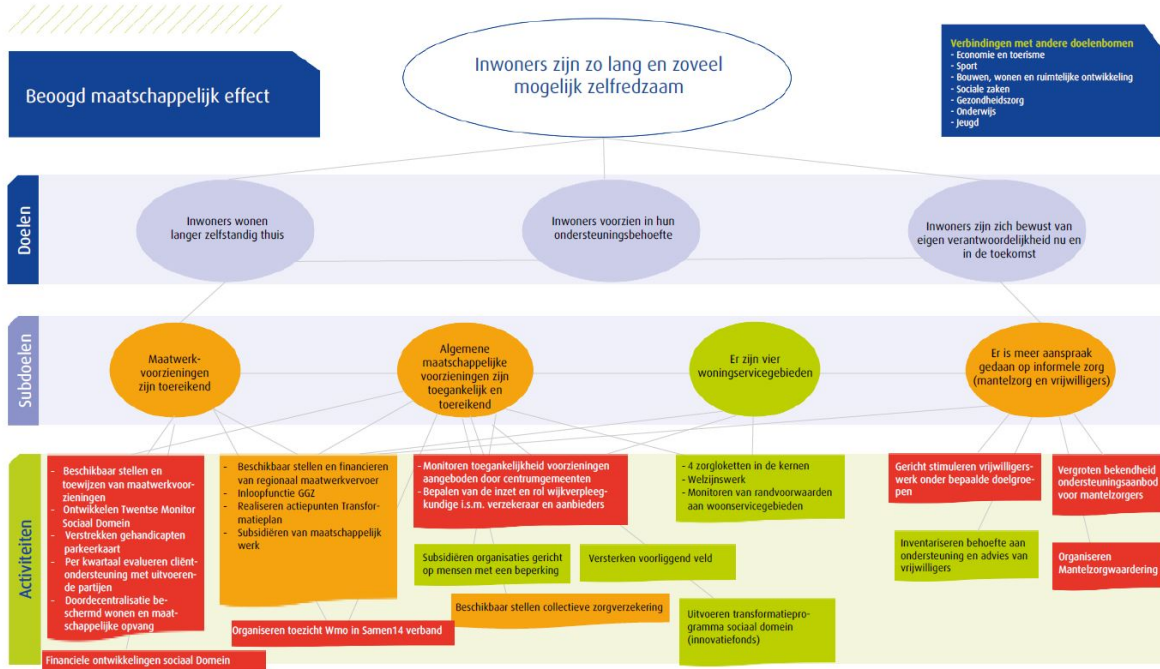 Beoogd maatschappelijk effect
Inwoners zijn zo lang en zoveel
mogelijk zelfredzaam
Verbindingen met andere doelenbomen
- Economie en toerisme
- Sport
- Bouwen, wonen en ruimtelijke ontwikkeling
- Sociale zaken
- Gezondheidszorg
- Onderwijs
- Jeugd
Doelen
Inwoners wonen
langer zelfstandig thuis
Inwoners voorzien in hun
ondersteuningsbehoefte
Inwoners zijn zich bewust van
eigen verantwoordelijkheid nu en
in de toekomst
Subdoelen
Maatwerk-
voorzieningen
zijn toereikend
Algemene
maatschappelijke
voorzieningen zijn
toegankelijk en
toereikend
Er zijn vier
woningservicegebieden
Er is meer aanspraak
gedaan op informele zorg
(mantelzorg en vrijwilligers)
Activiteiten
- Beschikbaar stellen en
toewijzen van maatwerkvoor-
zieningen
- Ontwikkelen Twentse Monitor
Sociaal Domein
- Verstrekken gehandicapten
parkeerkaart
- Per kwartaal evalueren cliënt-
ondersteuning met uitvoeren-
de partijen
- Doordecentralisatie be-
schermd wonen en maat-
schappelijke opvang
Financiele ontwikkelingen sociaal Domein
- Beschikbaar stellen en financieren
van regionaal maatwerkvervoer
- Inloopfunctie GGZ
- Realiseren actiepunten Transfor-
matieplan
- Subsidiëren van maatschappelijk
werk
Organiseren toezicht Wmo in Samen14 verband
- Monitoren toegankelijkheid voorzieningen
aangeboden door centrumgemeenten
- Bepalen van de inzet en rol wijkverpleeg-
kundige i.s.m. verzekeraar en aanbieders
Subsidiëren organisaties gericht
op mensen met een beperking
Versterken voorliggend veld
Beschikbaar stellen collectieve zorgverzekering
- 4 zorgloketten in de kernen
- Welzijnswerk
- Monitoren van randvoorwaarden
aan woonservicegebieden
Uitvoeren transformatiepro-
gramma sociaal domein
(innovatiefonds)
Gericht stimuleren vrijwilligers-
werk onder bepaalde doelgroe-
pen
Inventariseren behoefte aan
ondersteuning en advies van
vrijwilligers
Vergroten bekendheid
ondersteuningsaanbod
voor mantelzorgers
Organiseren
Mantelzorgwaardering